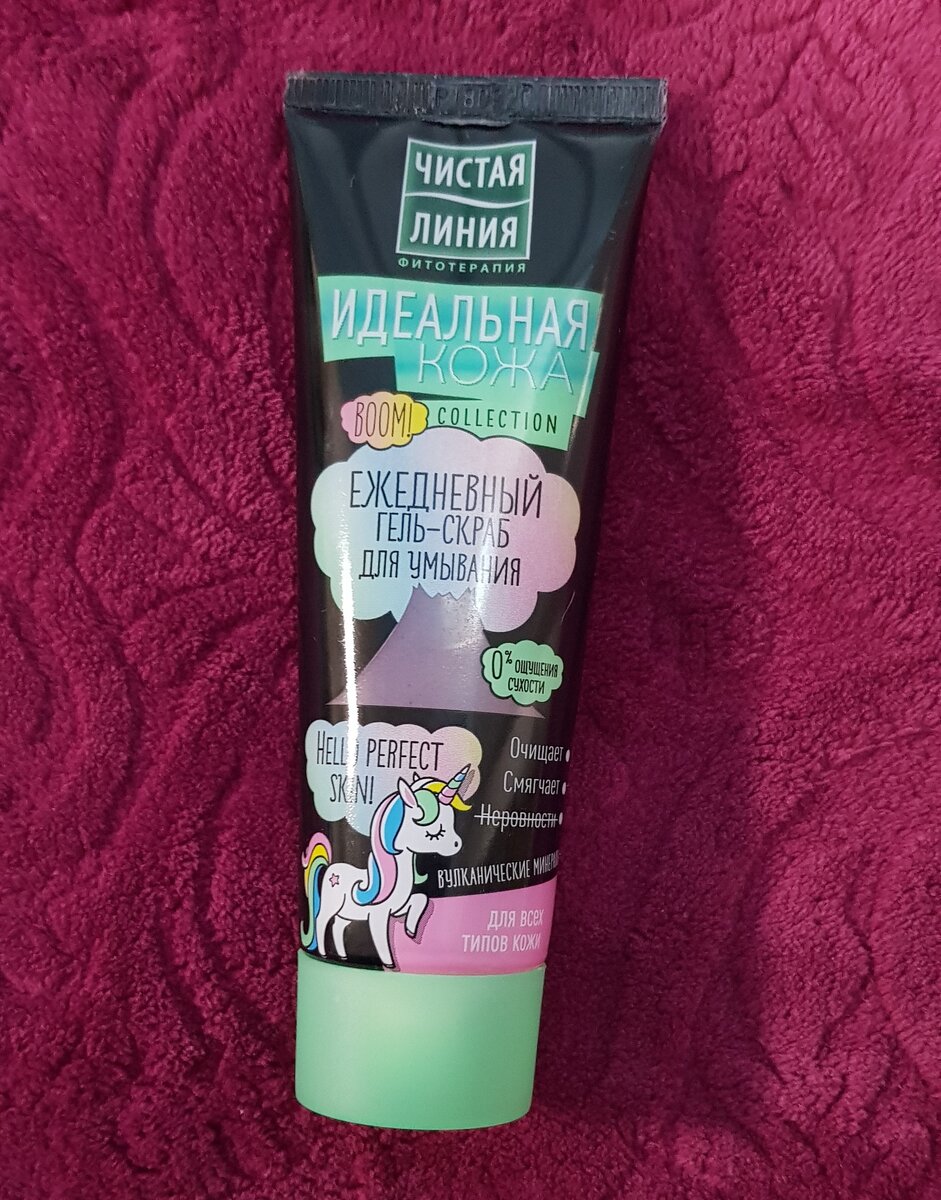 ЧИСТАЯ
ЛИНИЯ
ФИТОТЕРАПИЯ
ИДЕАЛЬНАЯ
КОЖА
BOOM! COLLECTION
ЕЖЕДНЕВНЫЙ
ГЕЛЬ-СКРАБ
ДЛЯ УМЫВАНИЯ
0% ОЩУЩЕНИЯ
СУХОСТИ
HELLO PERFECT
SKIN!
Очищает
Смягчает
Неровности
ВУЛКАНИЧЕСКИЕ
ДЛЯ ВСЕХ
ТИПОВ КОЖИ